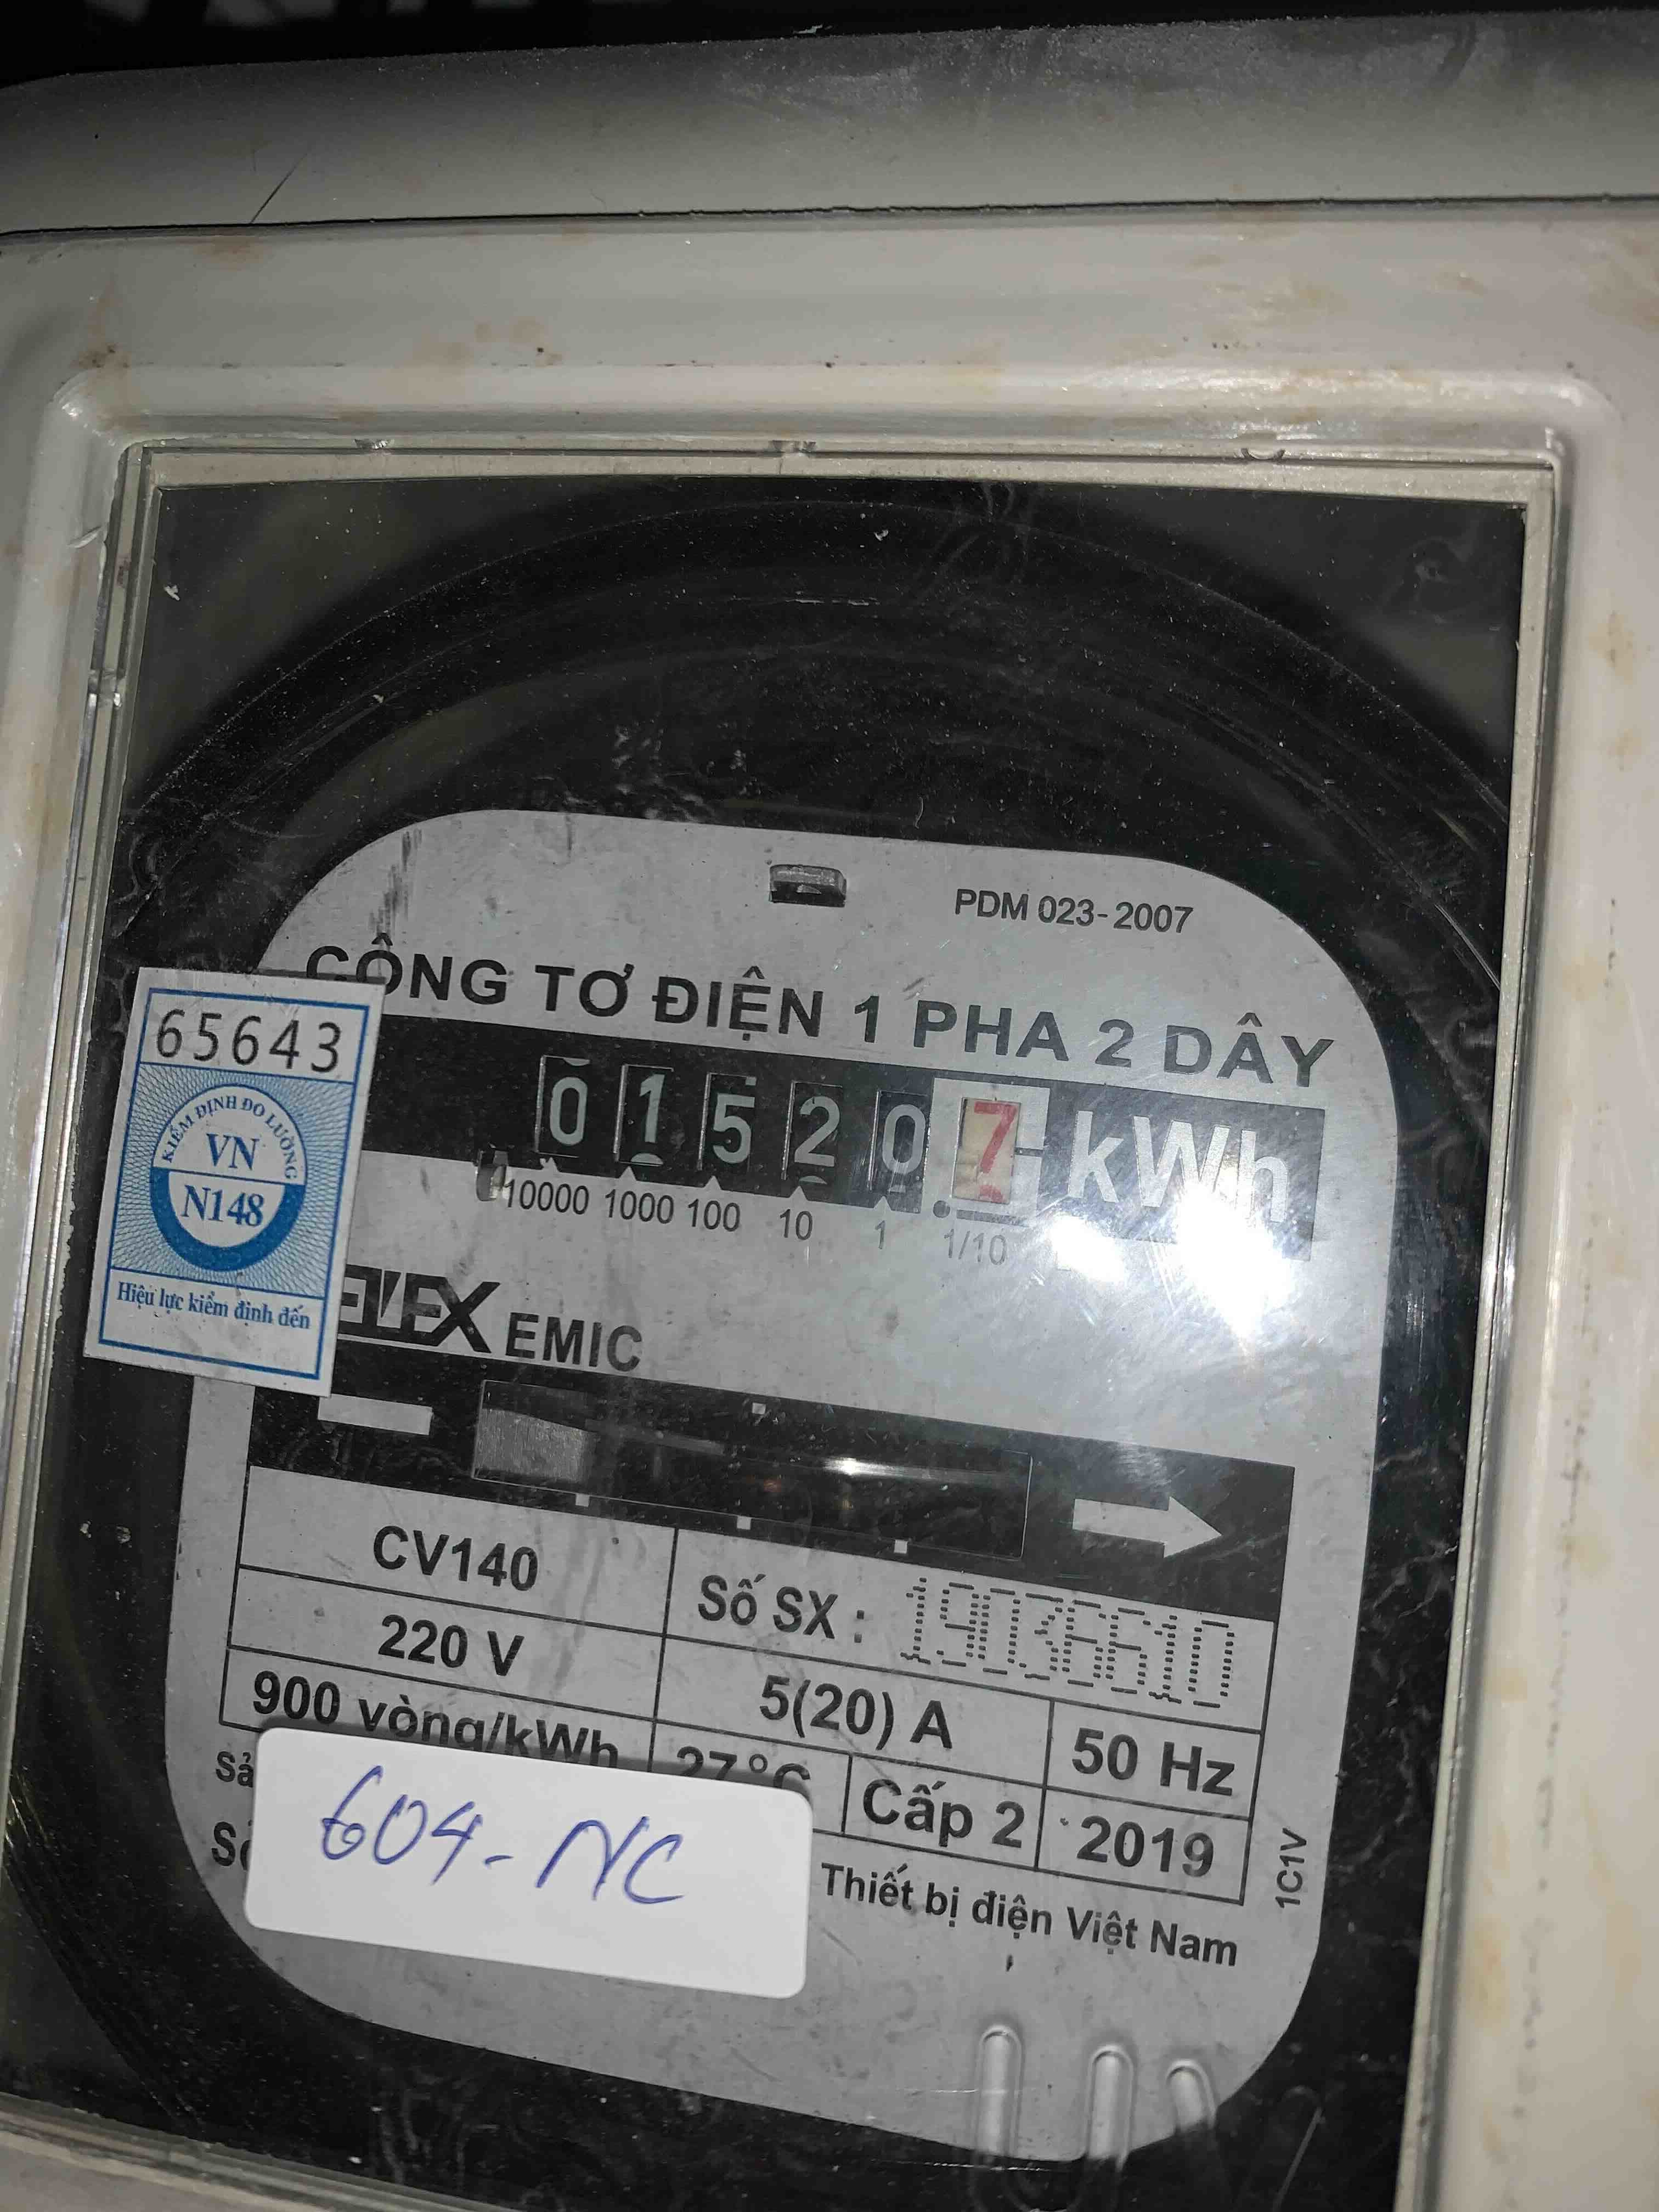 PDM 023-2007
CÔNG TƠ ĐIỆN 1 PHA 2 DÂY
65643
KIỂM ĐỊNH ĐO LƯỜNG
VN
N148
Hiệu lực kiểm định đến
0 1 5 2 0 7 kWh
10000 1000 100 10 1 1/10
EMIC
CV140
Số SX : 19036610
220 V
5(20) A
50 Hz
900 vòng/kWh
27°C
Cấp 2
2019
1C1V
604-NC
Thiết bị điện Việt Nam